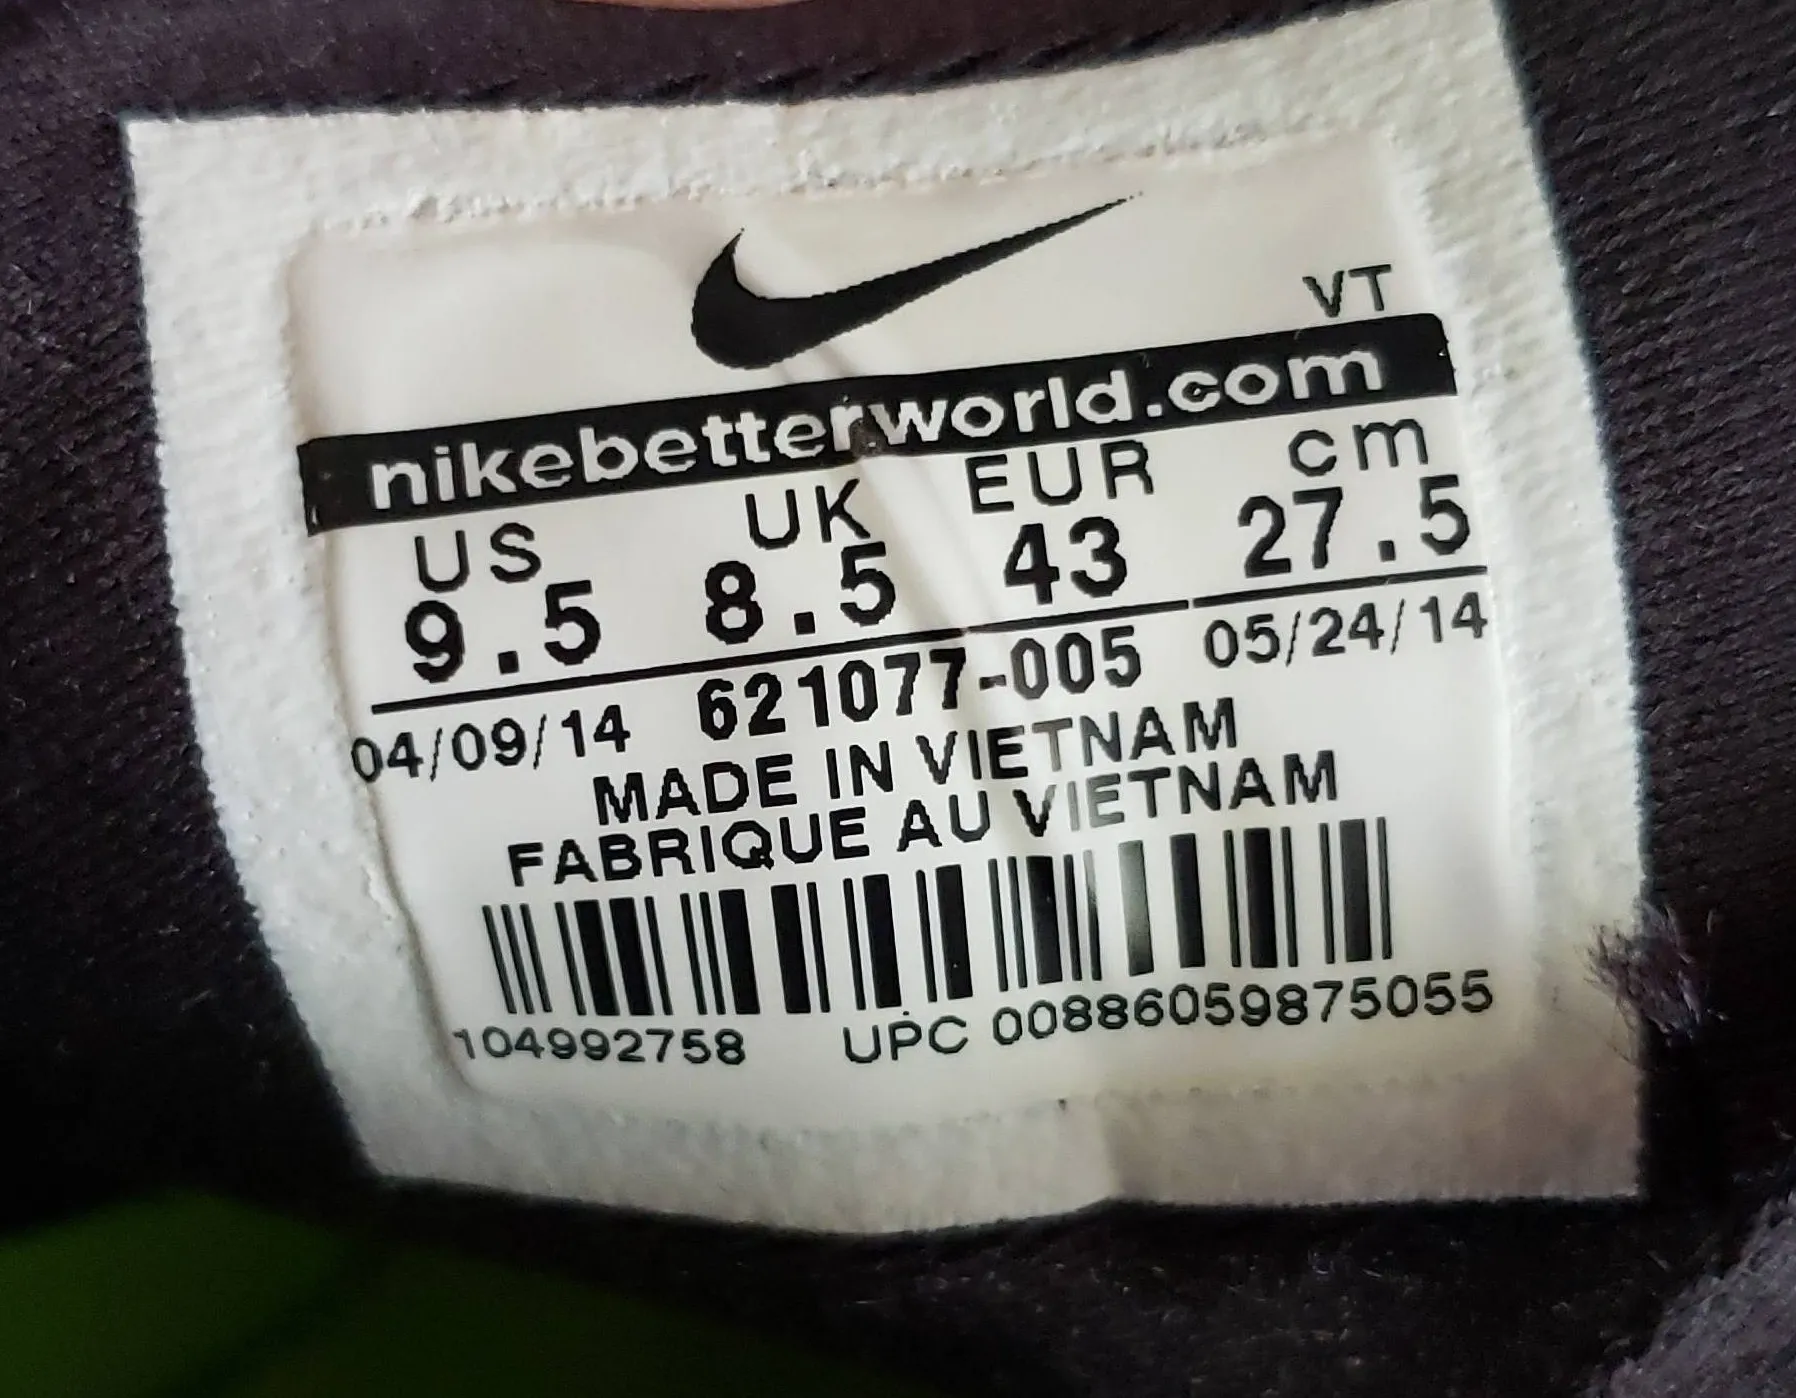 VT
nikebetterworld.com
US UK EUR cm
9.5 8.5 43 27.5
04/09/14 621077-005 05/24/14
MADE IN VIETNAM
FABRIQUE AU VIETNAM
104992758 UPC 00886059875055